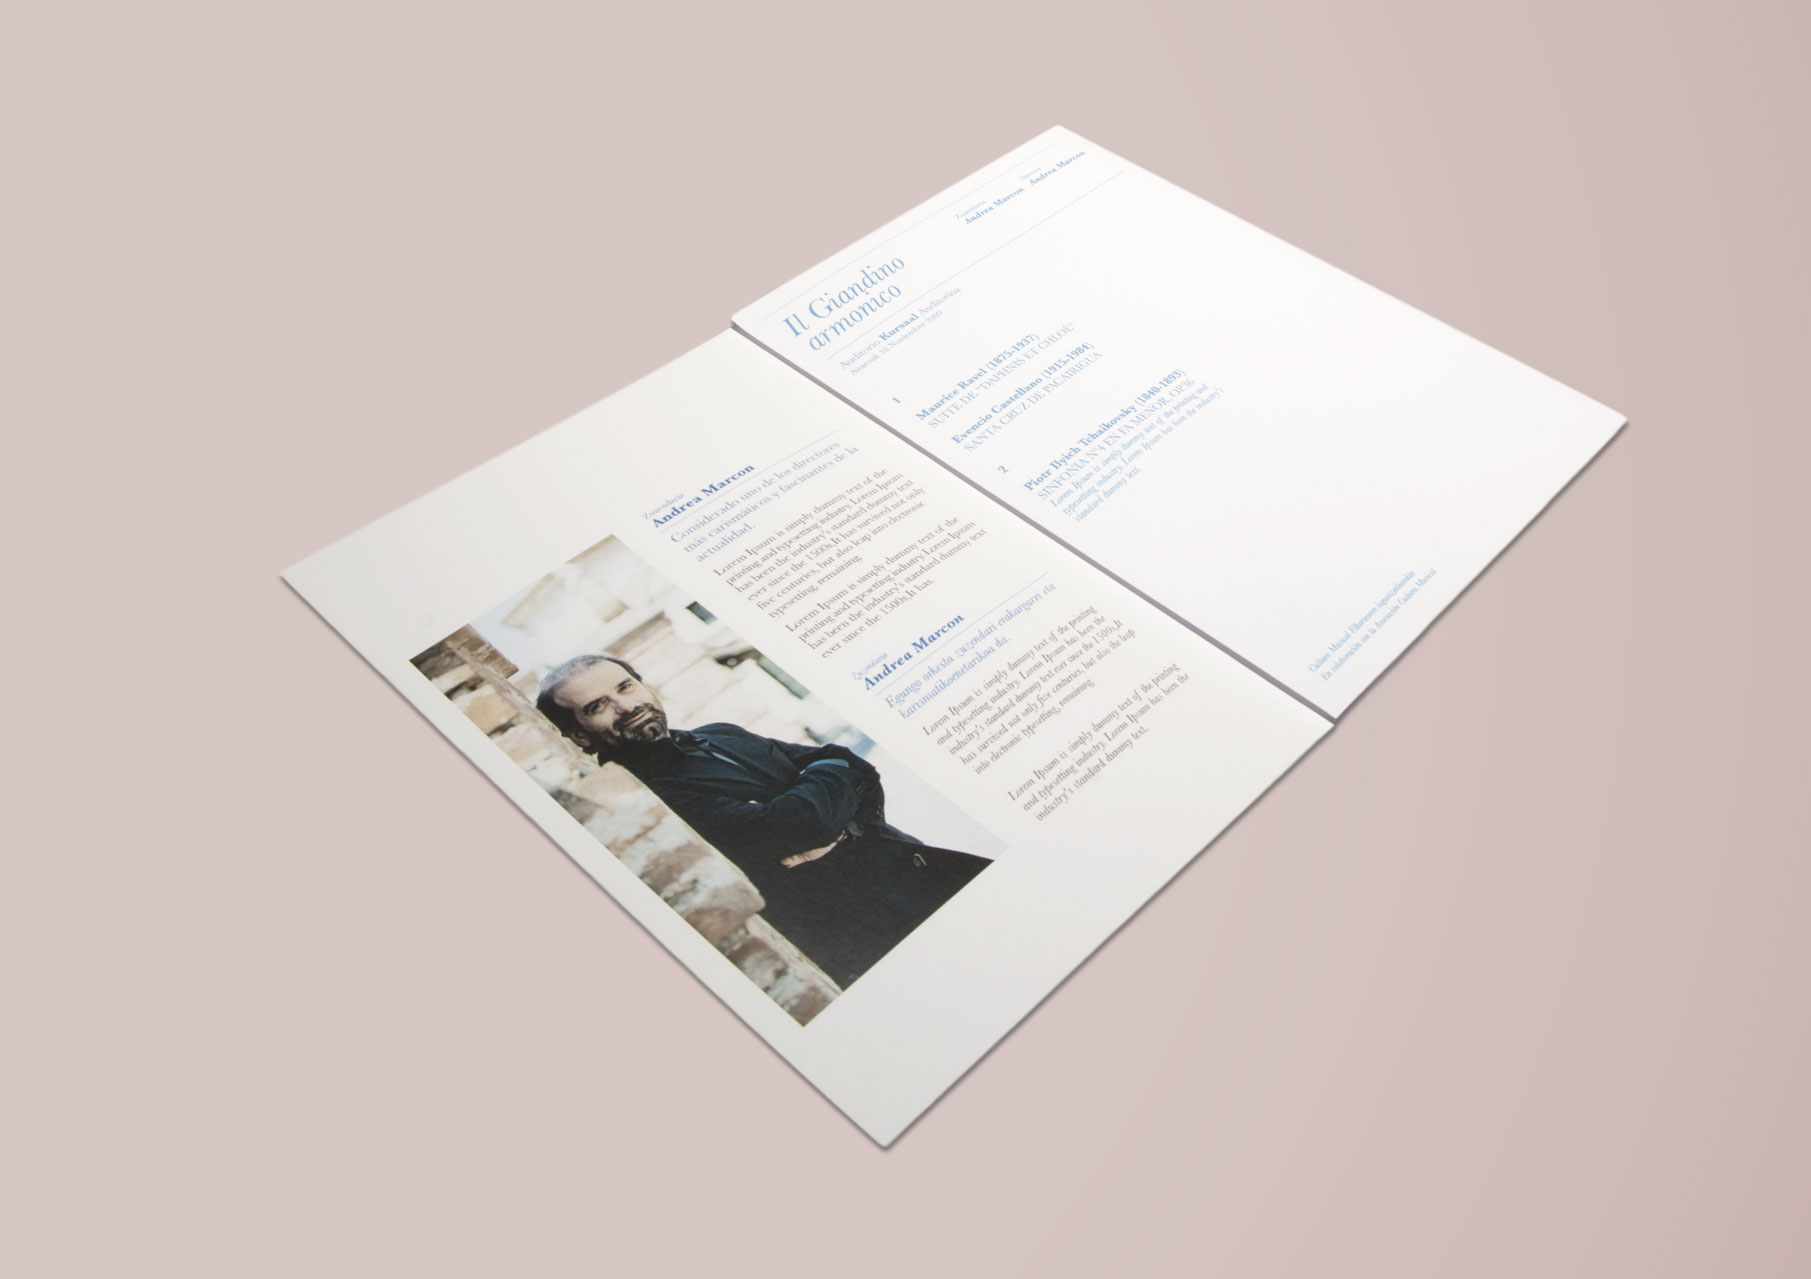 Zuzendaria
Andrea Marcon
Considerado uno de los directores
más carismáticos y fascinantes de la
actualidad.
Lorem Ipsum is simply dummy text of the
printing and typesetting industry. Lorem Ipsum
has been the industry's standard dummy text
ever since the 1500s.It has survived not only
five centuries, but also leap into electronic
typesetting, remaining
Lorem Ipsum is simply dummy text of the
printing and typesetting industry. Lorem Ipsum
has been the industry's standard dummy text
ever since the 1500s.It has.
Zuzendaria
Andrea Marcon
Egungo orkesta zuzendari erakargarri eta
karismatikoenetarikoa da.
Lorem Ipsum is simply dummy text of the printing
and typesetting industry. Lorem Ipsum has been the
industry's standard dummy text ever since the 1500s.It
has survived not only five centuries, but also the leap
into electronic typesetting, remaining
Lorem Ipsum is simply dummy text of the printing
and typesetting industry. Lorem Ipsum has been the
industry's standard dummy text.
Zuzendaria
Andrea Marcon
Director
Andrea Marcon
Il Giandino
armonico
Auditorio Kursaal Auditorioa
Azaroak 10 Noviembre 2009
1
Maurice Ravel (1875-1937)
SUITE DE "DAPHNIS ET CHLOE"
Evencio Castellano (1915-1984)
SANTA CRUZ DE PACAIRIGUA
2
Piotr Ilyich Tchaikovsky (1840-1893)
SINFONIA Nº4 EN FA MENOR, OP.36
Lorem Ipsum is simply dummy text of the printing and
typesetting industry. Lorem Ipsum has been the industry's
standard dummy text.
Cultura Musical Elkartearen laguntzarekin
En colaboración con la Asociación Cultura Musical